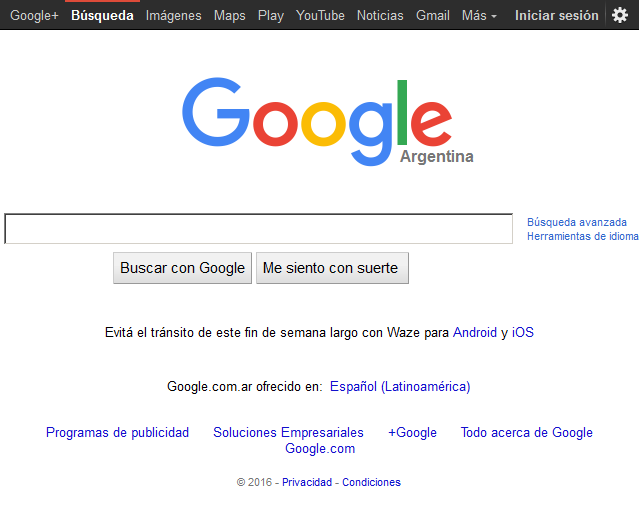 Google+ Búsqueda Imágenes Maps Play YouTube Noticias Gmail Más Iniciar sesión
Google
Argentina
Búsqueda avanzada
Herramientas de idioma
Buscar con Google Me siento con suerte
Evitá el tránsito de este fin de semana largo con Waze para Android y iOS
Google.com.ar ofrecido en: Español (Latinoamérica)
Programas de publicidad Soluciones Empresariales +Google Todo acerca de Google
Google.com
© 2016 - Privacidad - Condiciones